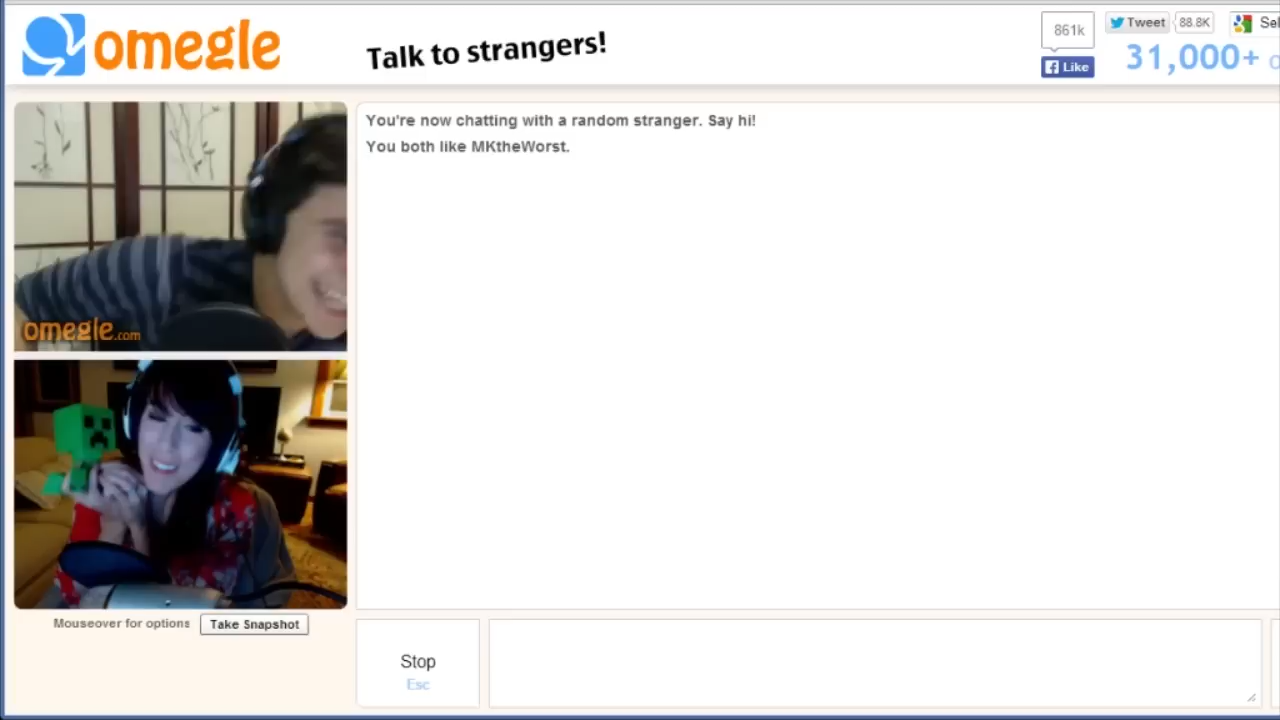 omegle
Talk to strangers!
861k
Like
Tweet
88.8K
31,000+
You're now chatting with a random stranger. Say hi!
You both like MKtheWorst.
omegle.com
Mouseover for options
Take Snapshot
Stop
Esc